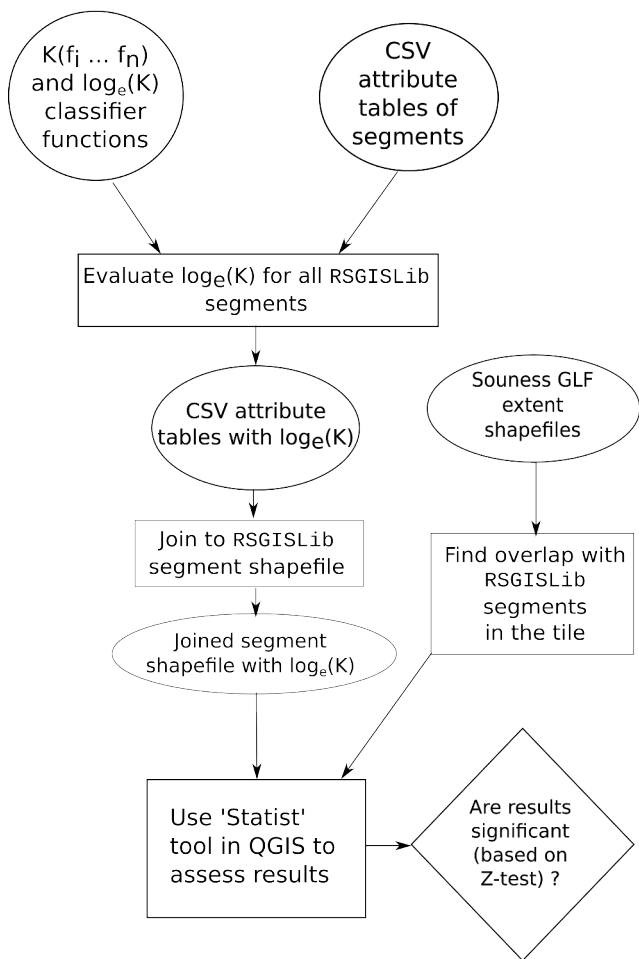 K(fi ... fn)
and loge(K)
classifier
functions
CSV
attribute
tables of
segments
Evaluate loge(K) for all RSGISLib
segments
CSV attribute
tables with loge(K)
Souness GLF
extent
shapefiles
Join to RSGISLib
segment shapefile
Find overlap with
RSGISLib
segments
in the tile
Joined segment
shapefile with loge(K)
Use 'Statist'
tool in QGIS to
assess results
Are results
significant
(based on
Z-test) ?